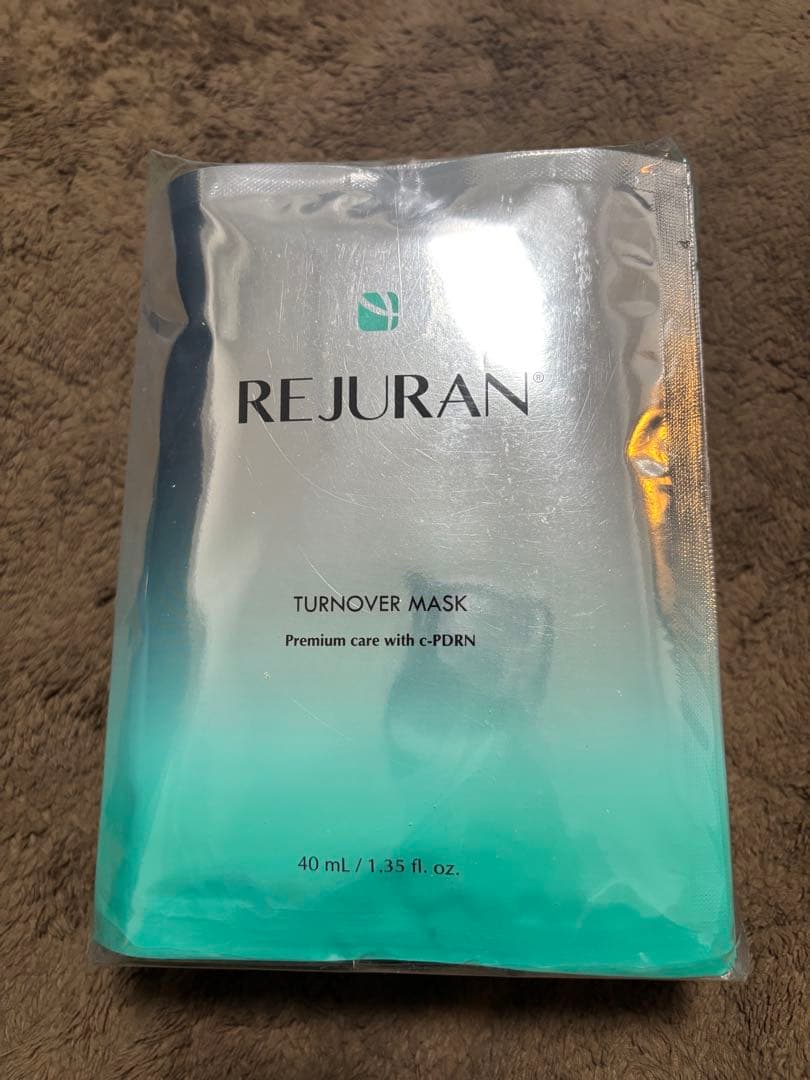 REJURAN®
TURNOVER MASK
Premium care with c-PDRN
40 mL / 1.35 fl. oz.